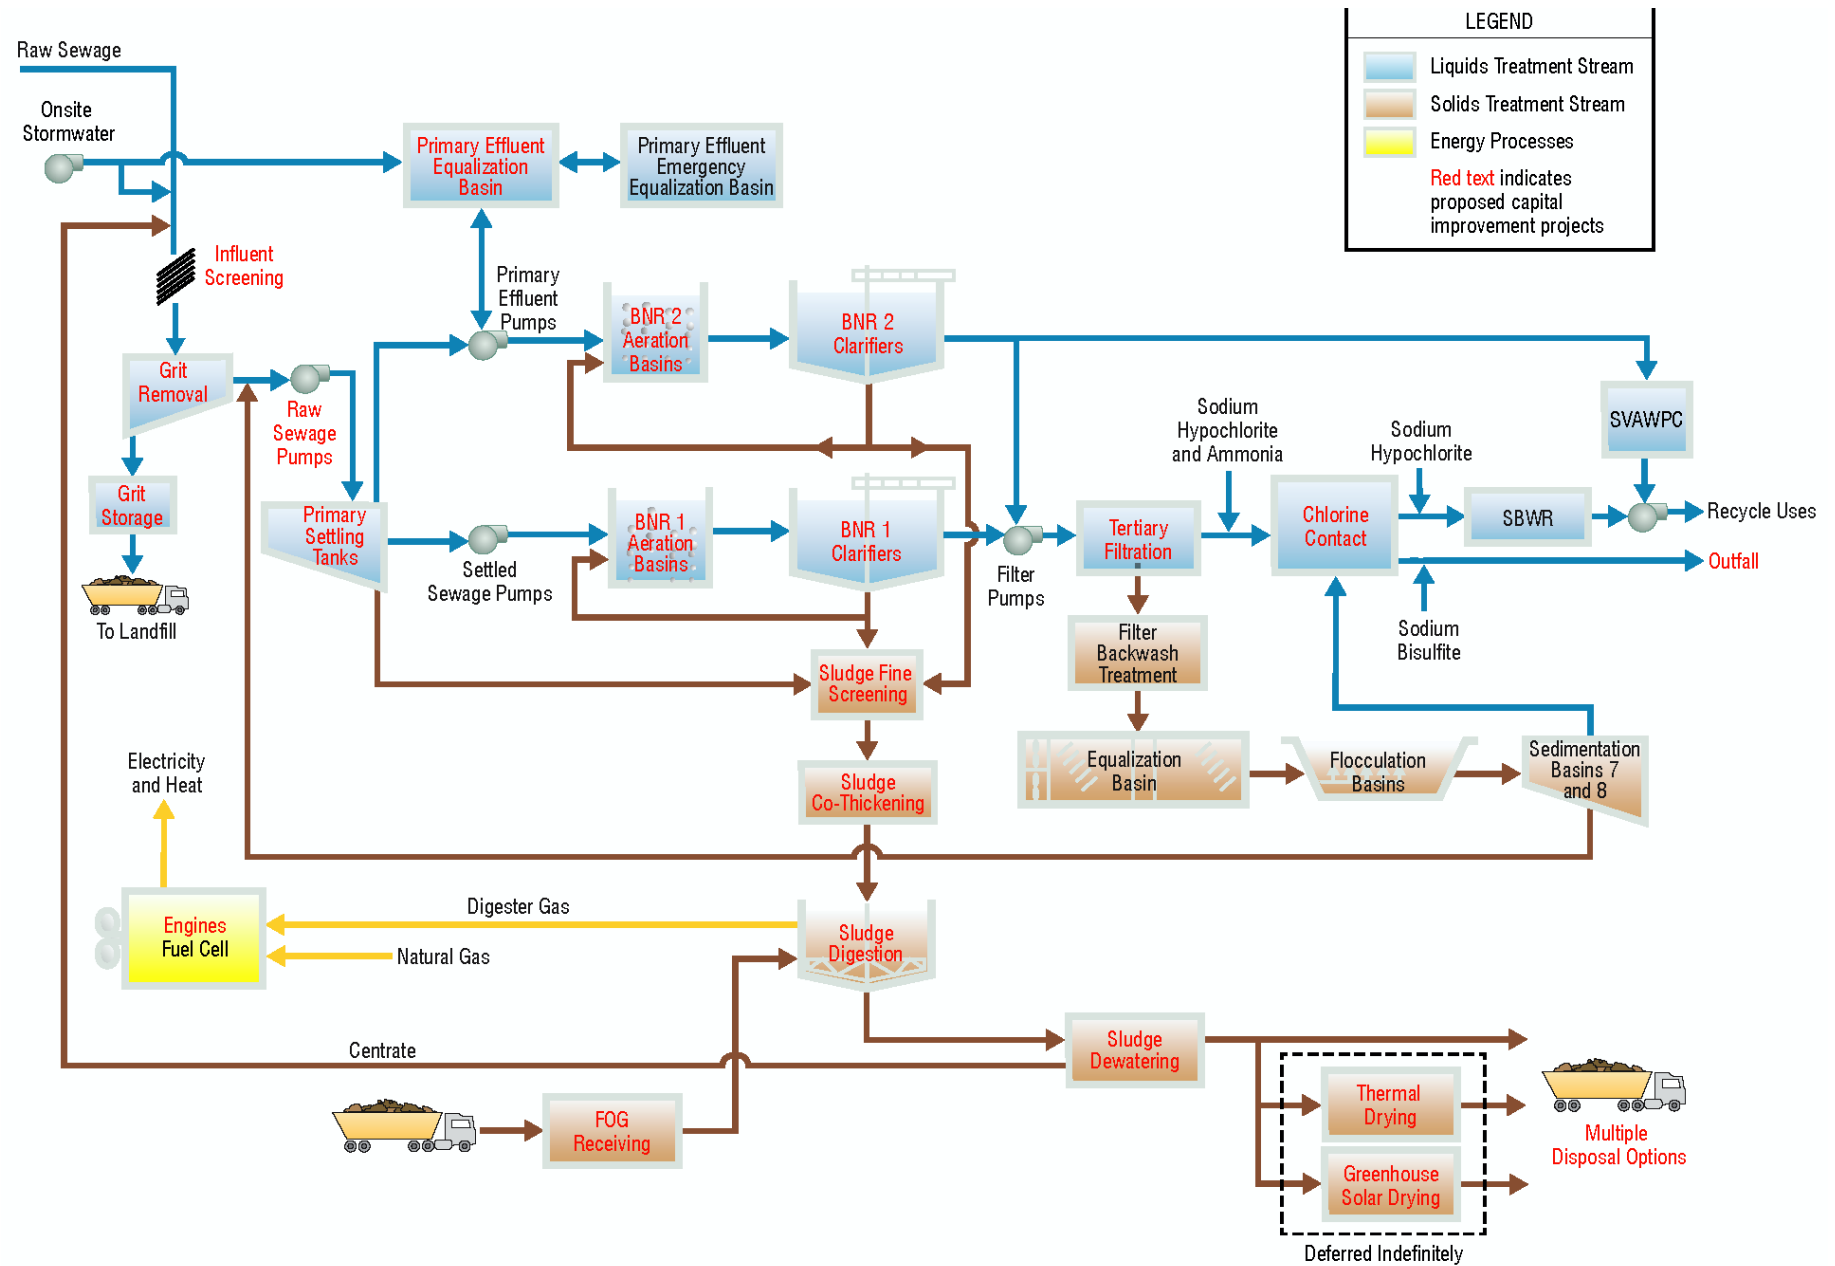 LEGEND
Liquids Treatment Stream
Solids Treatment Stream
Energy Processes
Red text indicates
proposed capital
improvement projects
Raw Sewage
Onsite
Stormwater
Primary Effluent
Equalization
Basin
Primary Effluent
Emergency
Equalization Basin
Influent
Screening
Primary
Effluent
Pumps
Grit
Removal
Raw
Sewage
Pumps
BNR 2
Aeration
Basins
BNR 2
Clarifiers
SVAWPC
Grit
Storage
To Landfill
Primary
Settling
Tanks
Settled
Sewage Pumps
BNR 1
Aeration
Basins
BNR 1
Clarifiers
Filter
Pumps
Tertiary
Filtration
Sodium
Hypochlorite
and Ammonia
Chlorine
Contact
Sodium
Hypochlorite
SBWR
Recycle Uses
Outfall
Sodium
Bisulfite
Filter
Backwash
Treatment
Sludge Fine
Screening
Equalization
Basin
Flocculation
Basins
Sedimentation
Basins 7
and 8
Sludge
Co-Thickening
Electricity
and Heat
Engines
Fuel Cell
Digester Gas
Natural Gas
Sludge
Digestion
Centrate
FOG
Receiving
Sludge
Dewatering
Thermal
Drying
Greenhouse
Solar Drying
Deferred Indefinitely
Multiple
Disposal Options